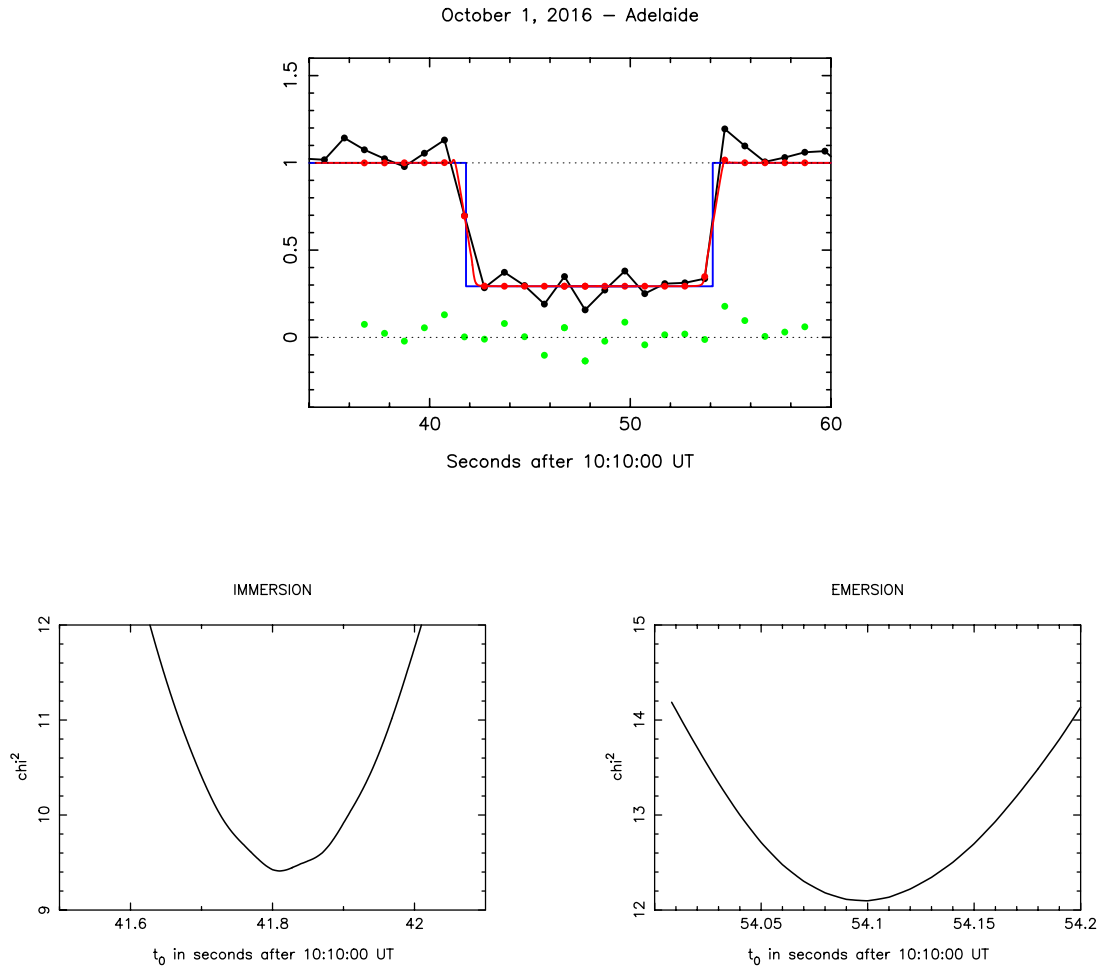 October 1, 2016 – Adelaide
1.5
1
0.5
0
40 50 60
Seconds after 10:10:00 UT
IMMERSION
12
11
10
9
chi²
41.6 41.8 42
t₀ in seconds after 10:10:00 UT
EMERSION
15
14
13
12
chi²
54.05 54.1 54.15 54.2
t₀ in seconds after 10:10:00 UT